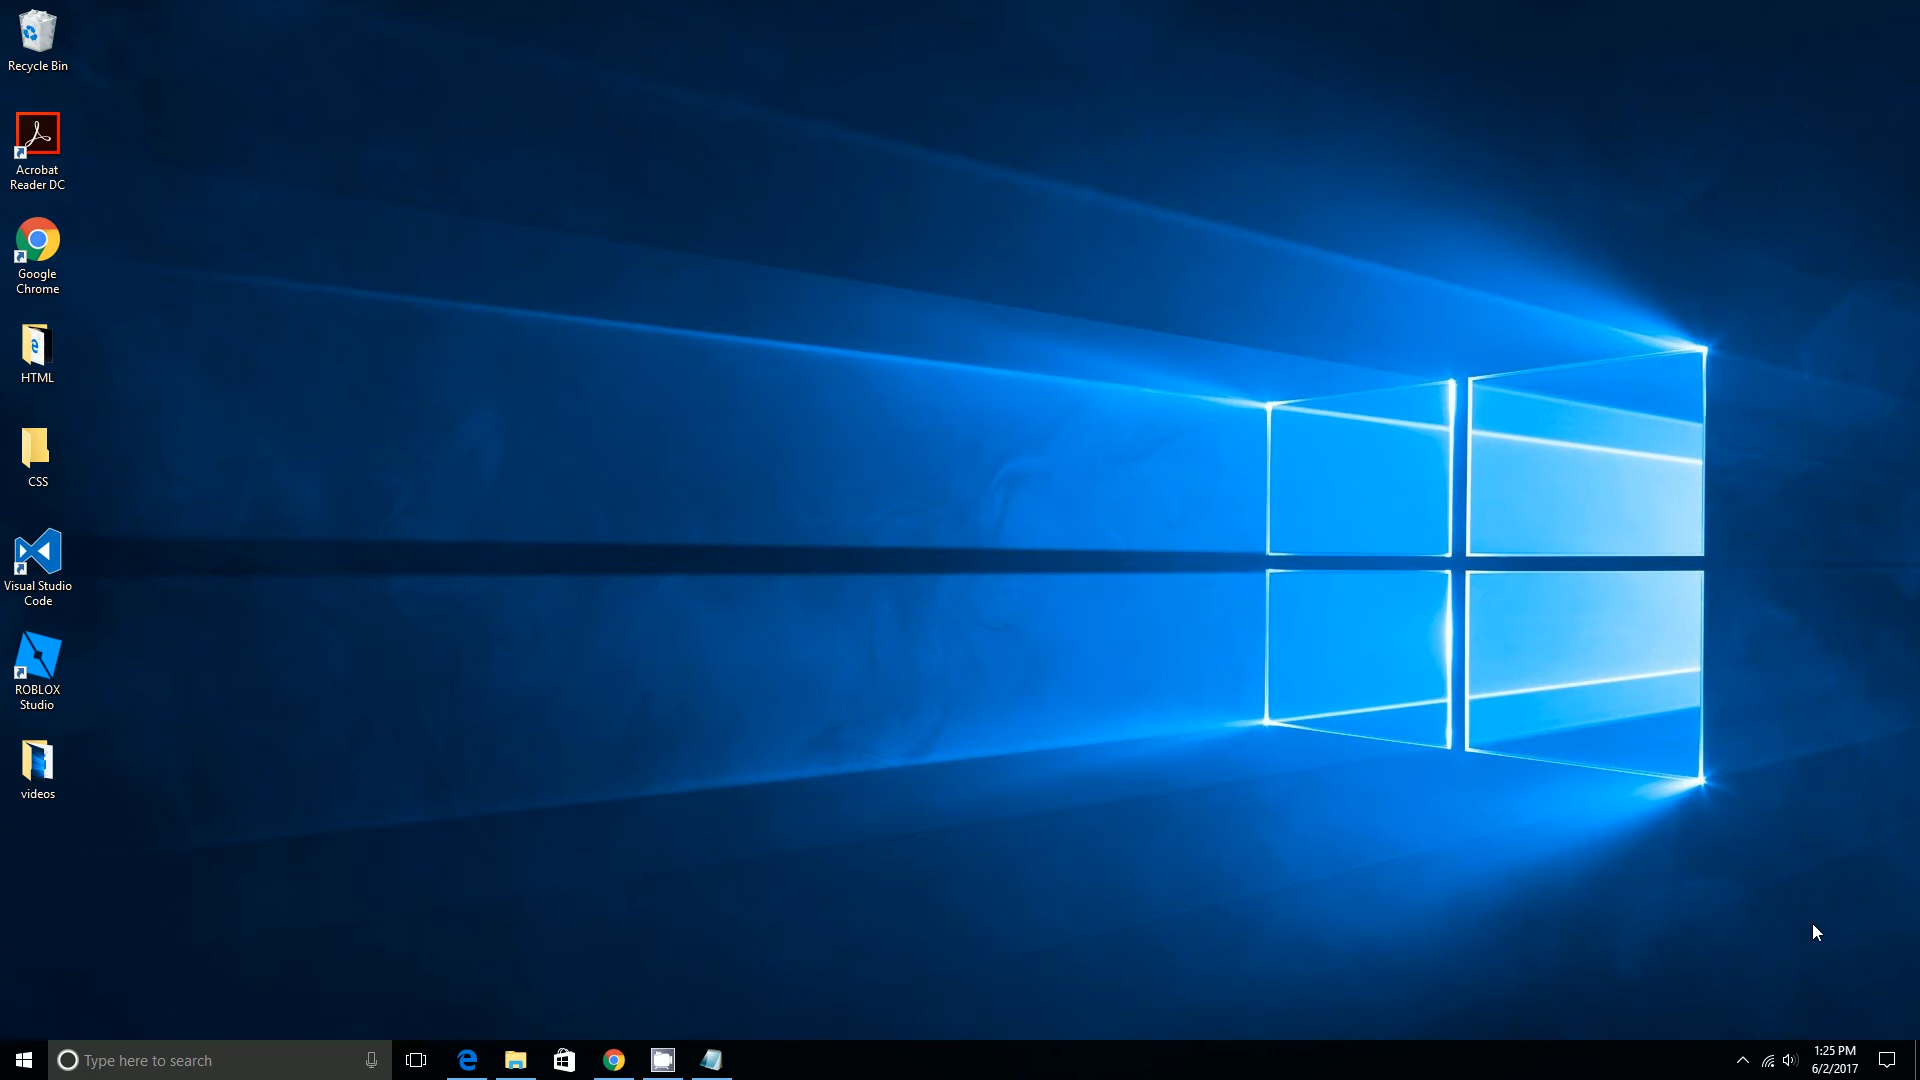 Recycle Bin
Acrobat
Reader DC
Google
Chrome
HTML
CSS
Visual Studio
Code
ROBLOX
Studio
videos
Type here to search
1:25 PM
6/2/2017